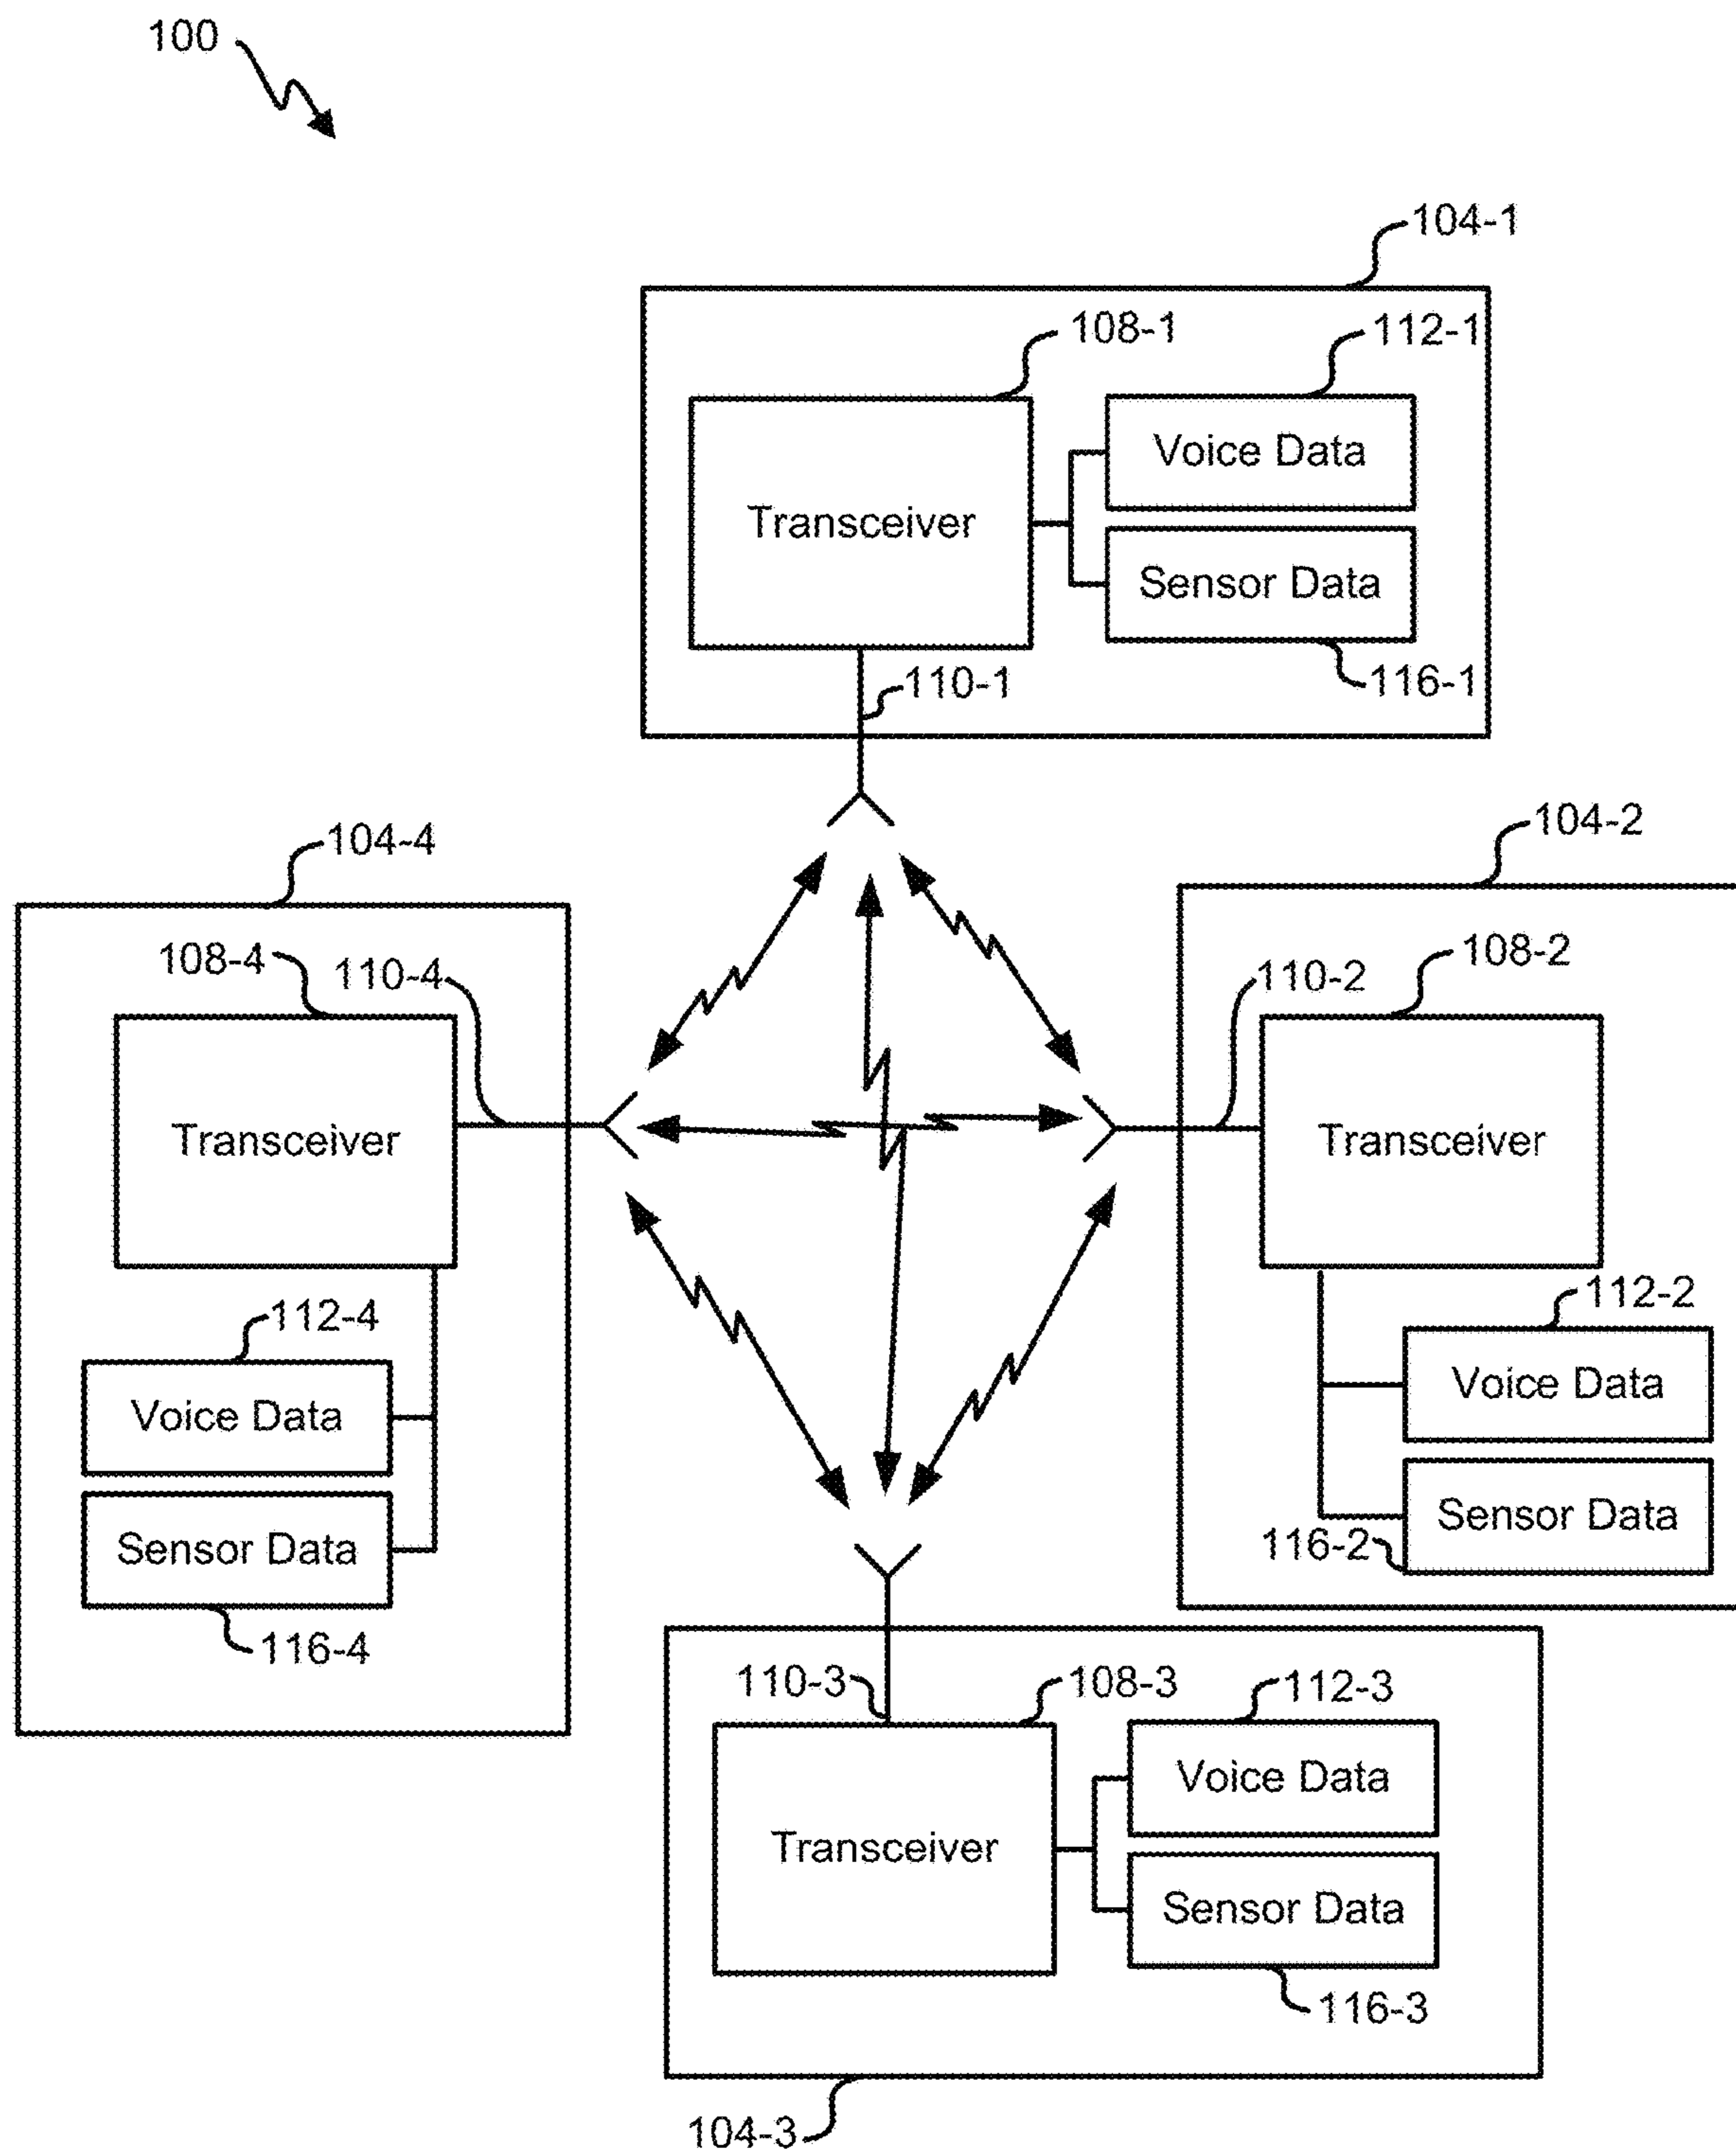 100
104-1
108-1
112-1
Voice Data
Transceiver
Sensor Data
110-1
116-1
104-4
104-2
108-4
110-4
110-2
108-2
Transceiver
Transceiver
112-4
112-2
Voice Data
Voice Data
Sensor Data
Sensor Data
116-2
116-4
110-3
108-3
112-3
Voice Data
Transceiver
Sensor Data
116-3
104-3